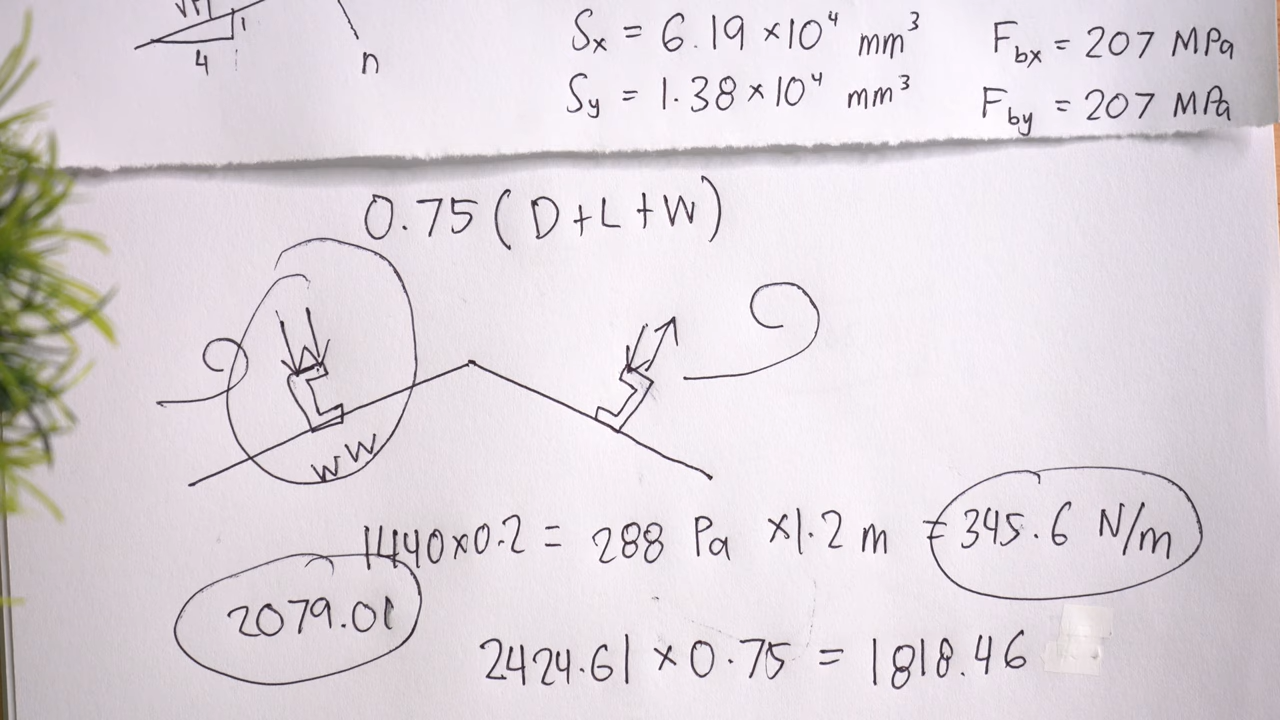 1
4
n
Sx = 6.19 ×10⁴ mm³
Fbx = 207 MPa
Sy = 1.38 ×10⁴ mm³
Fby = 207 MPa
0.75 ( D+L+W )
W W
1440×0.2 = 288 Pa ×1.2 m = 345.6 N/m
2079.01
2424.61 ×0.75 = 1818.46